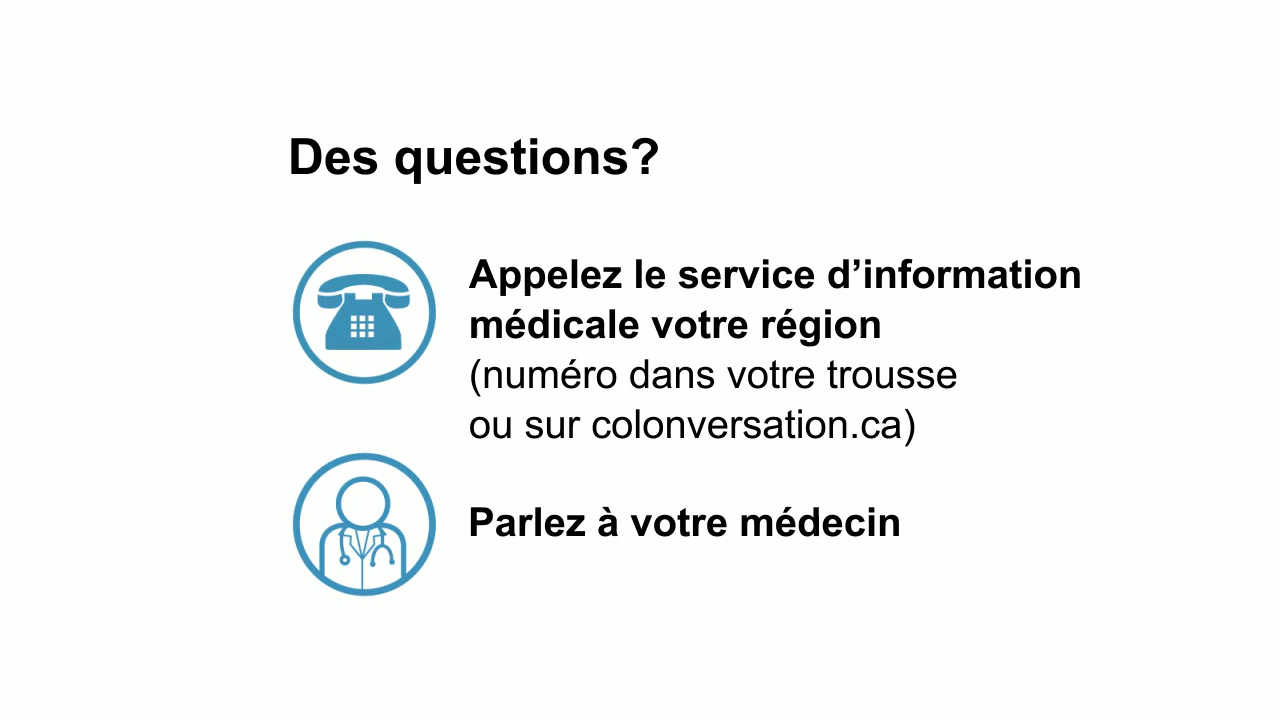 Des questions?
Appelez le service d’information
médicale votre région
(numéro dans votre trousse
ou sur colonversation.ca)
Parlez à votre médecin